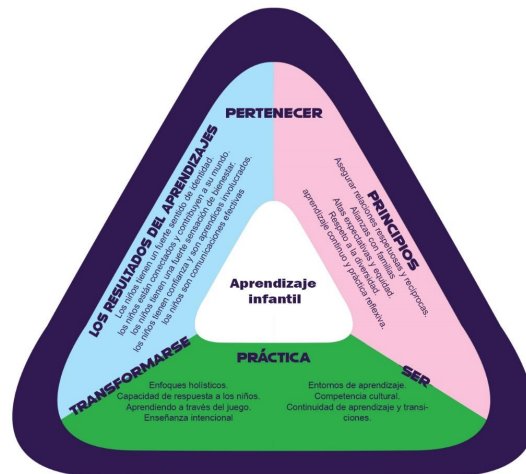 PERTENECER
LOS RESULTADOS DEL APRENDIZAJES
Los niños tienen un fuerte sentido de identidad.
los niños están conectados y contribuyen a su mundo.
los niños tienen una fuerte sensación de bienestar.
los niños tienen confianza y son aprendices involucrados.
los niños son comunicaciones efectivas
PRINCIPIOS
Asegurar relaciones respetuosas y recíprocas.
Alianzas con familias
Altas expectativas y equidad.
Respeto a la diversidad.
aprendizaje continuo y práctica reflexiva.
Aprendizaje
infantil
TRANSFORMARSE
PRÁCTICA
SER
Enfoques holísticos.
Capacidad de respuesta a los niños.
Aprendiendo a través del juego.
Enseñanza intencional
Entornos de aprendizaje.
Competencia cultural.
Continuidad de aprendizaje y transi-
ciones.